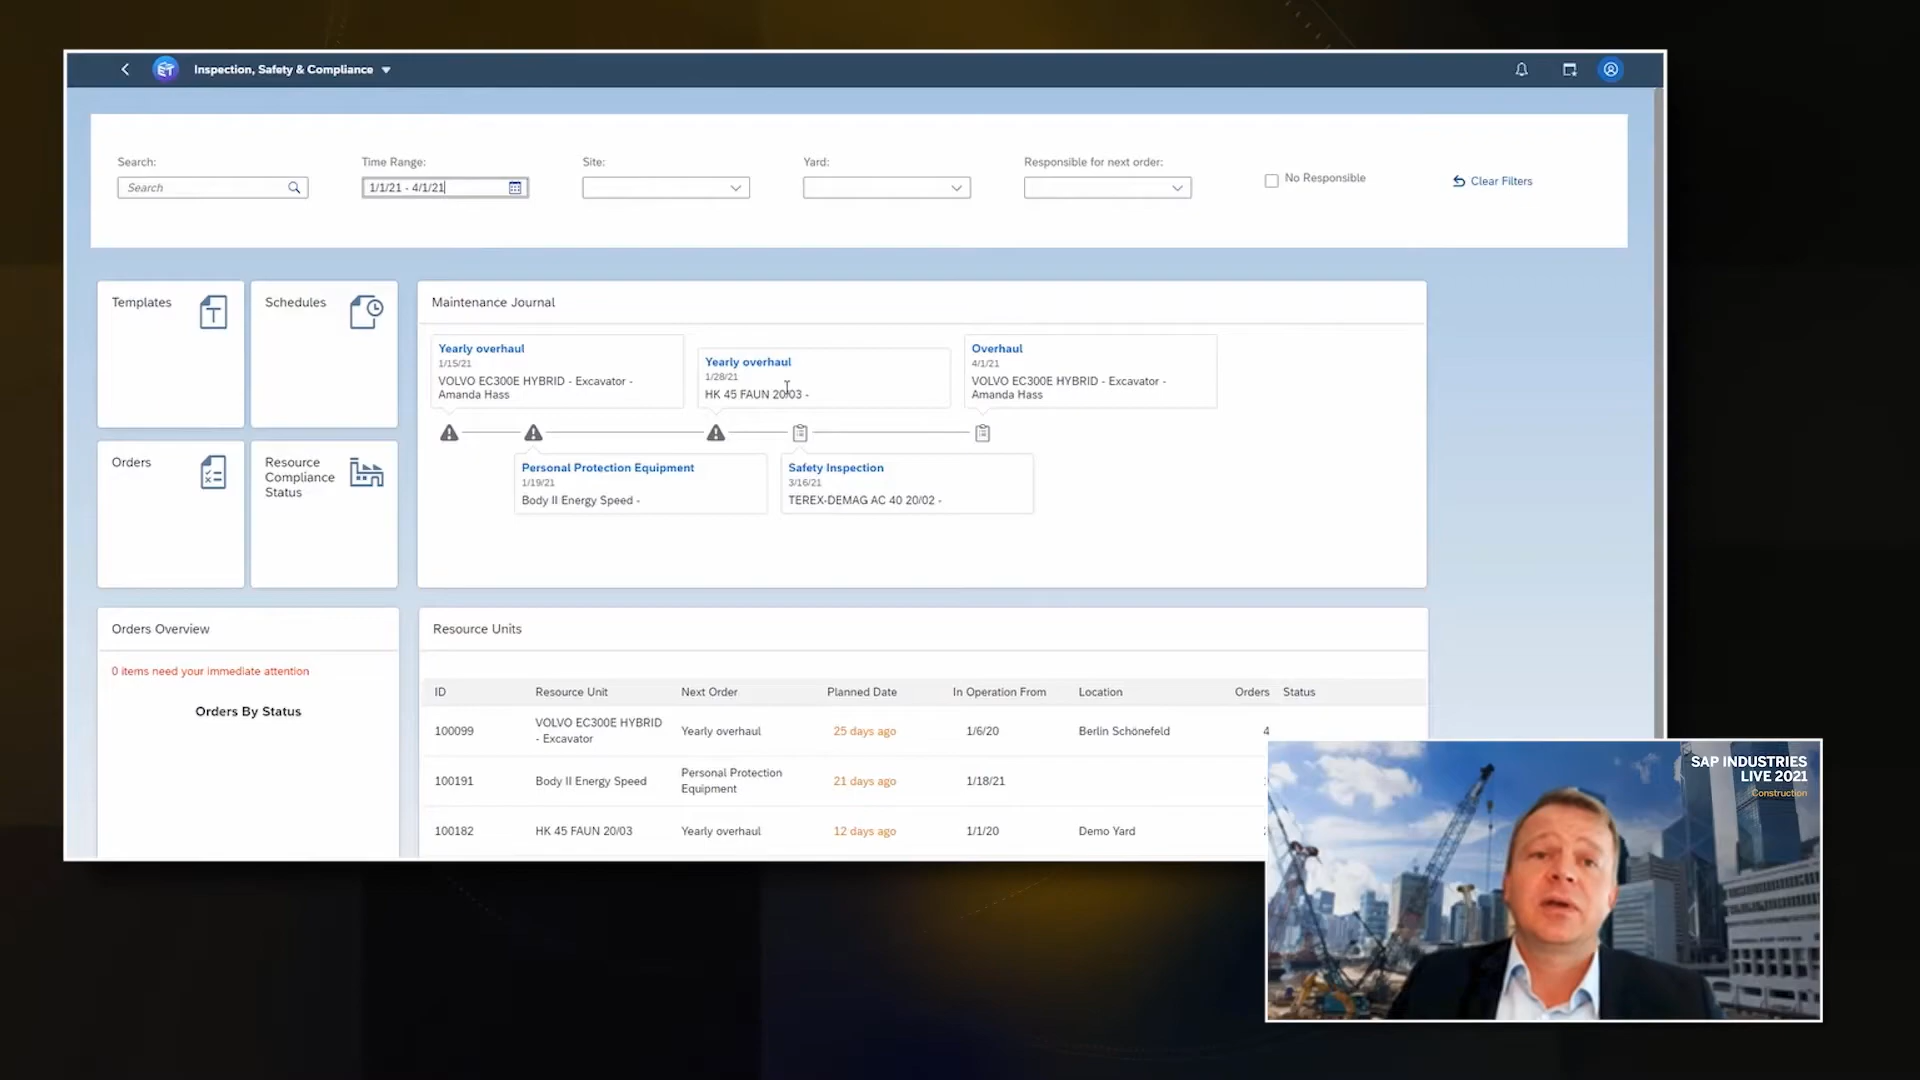 Inspection, Safety & Compliance
Search:
Time Range:
Site:
Yard:
Responsible for next order:
Search
1/1/21 - 4/1/21
No Responsible
Clear Filters
Templates
Schedules
Orders
Resource
Compliance
Status
Maintenance Journal
Yearly overhaul
1/15/21
VOLVO EC300E HYBRID - Excavator -
Amanda Hass
Yearly overhaul
1/28/21
HK 45 FAUN 20/03 -
Overhaul
4/1/21
VOLVO EC300E HYBRID - Excavator -
Amanda Hass
Personal Protection Equipment
1/19/21
Body II Energy Speed -
Safety Inspection
3/16/21
TEREX-DEMAG AC 40 20/02 -
Orders Overview
0 items need your immediate attention
Orders By Status
Resource Units
ID Resource Unit Next Order Planned Date In Operation From Location Orders Status
100099 VOLVO EC300E HYBRID - Excavator Yearly overhaul 25 days ago 1/6/20 Berlin Schönefeld 4
100191 Body II Energy Speed Personal Protection Equipment 21 days ago 1/18/21
100182 HK 45 FAUN 20/03 Yearly overhaul 12 days ago 1/1/20 Demo Yard
SAP INDUSTRIES
LIVE 2021
Construction